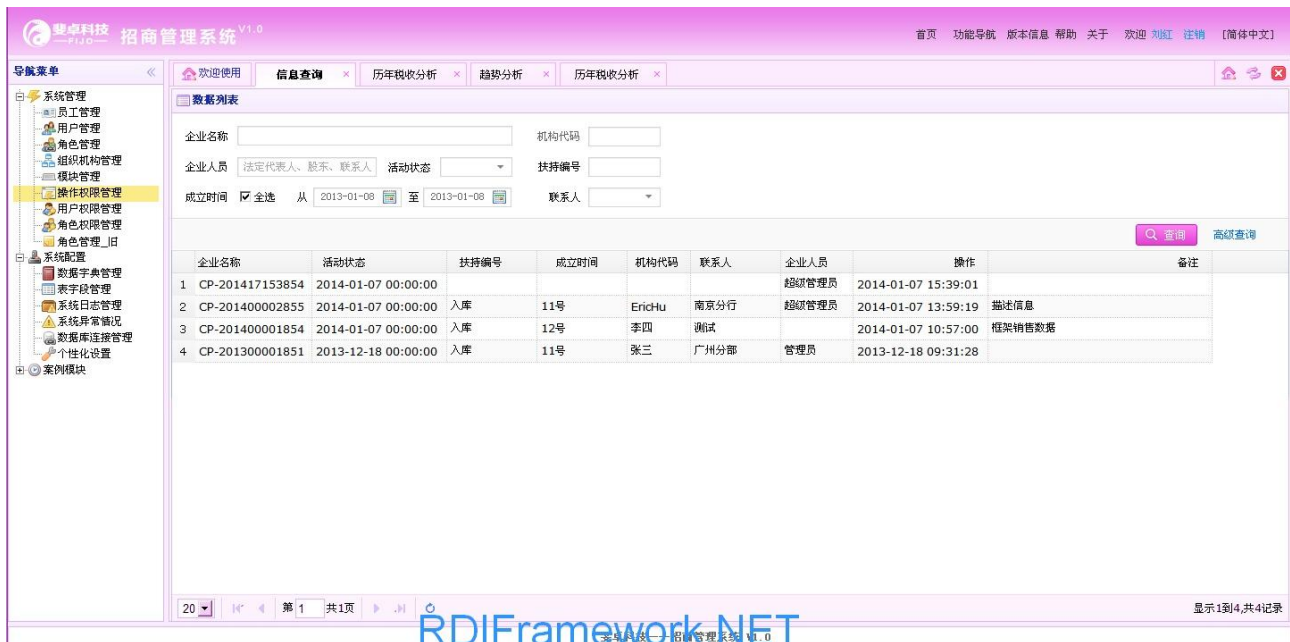 斐卓科技
FIJO
招商管理系统V1.0
首页 功能导航 版本信息 帮助 关于 欢迎 刘红 注销 [简体中文]
导航菜单
系统管理
员工管理
用户管理
角色管理
组织机构管理
模块管理
操作权限管理
用户权限管理
角色权限管理
角色管理_旧
系统配置
数据字典管理
表字段管理
系统日志管理
系统异常情况
数据库连接管理
个性化设置
案例模块
欢迎使用 信息查询 历年税收分析 趋势分析 历年税收分析
数据列表
企业名称 机构代码
企业人员 法定代表人、股东、联系人 活动状态 扶持编号
成立时间 全选 从 2013-01-08 至 2013-01-08 联系人
查询 高级查询
企业名称 活动状态 扶持编号 成立时间 机构代码 联系人 企业人员 操作 备注
1 CP-201417153854 2014-01-07 00:00:00 超级管理员 2014-01-07 15:39:01
2 CP-201400002855 2014-01-07 00:00:00 入库 11号 EricHu 南京分行 超级管理员 2014-01-07 13:59:19 描述信息
3 CP-201400001854 2014-01-07 00:00:00 入库 12号 李四 测试 2014-01-07 10:57:00 框架销售数据
4 CP-201300001851 2013-12-18 00:00:00 入库 11号 张三 广州分部 管理员 2013-12-18 09:31:28
20 第 1 共1页 显示1到4,共4记录
RDIFramework.NET
斐卓科技——招商管理系统 V1.0